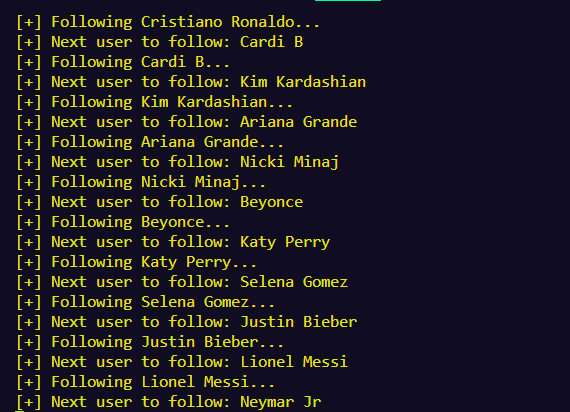 [+] Following Cristiano Ronaldo...
[+] Next user to follow: Cardi B
[+] Following Cardi B...
[+] Next user to follow: Kim Kardashian
[+] Following Kim Kardashian...
[+] Next user to follow: Ariana Grande
[+] Following Ariana Grande...
[+] Next user to follow: Nicki Minaj
[+] Following Nicki Minaj...
[+] Next user to follow: Beyonce
[+] Following Beyonce...
[+] Next user to follow: Katy Perry
[+] Following Katy Perry...
[+] Next user to follow: Selena Gomez
[+] Following Selena Gomez...
[+] Next user to follow: Justin Bieber
[+] Following Justin Bieber...
[+] Next user to follow: Lionel Messi
[+] Following Lionel Messi...
[+] Next user to follow: Neymar Jr